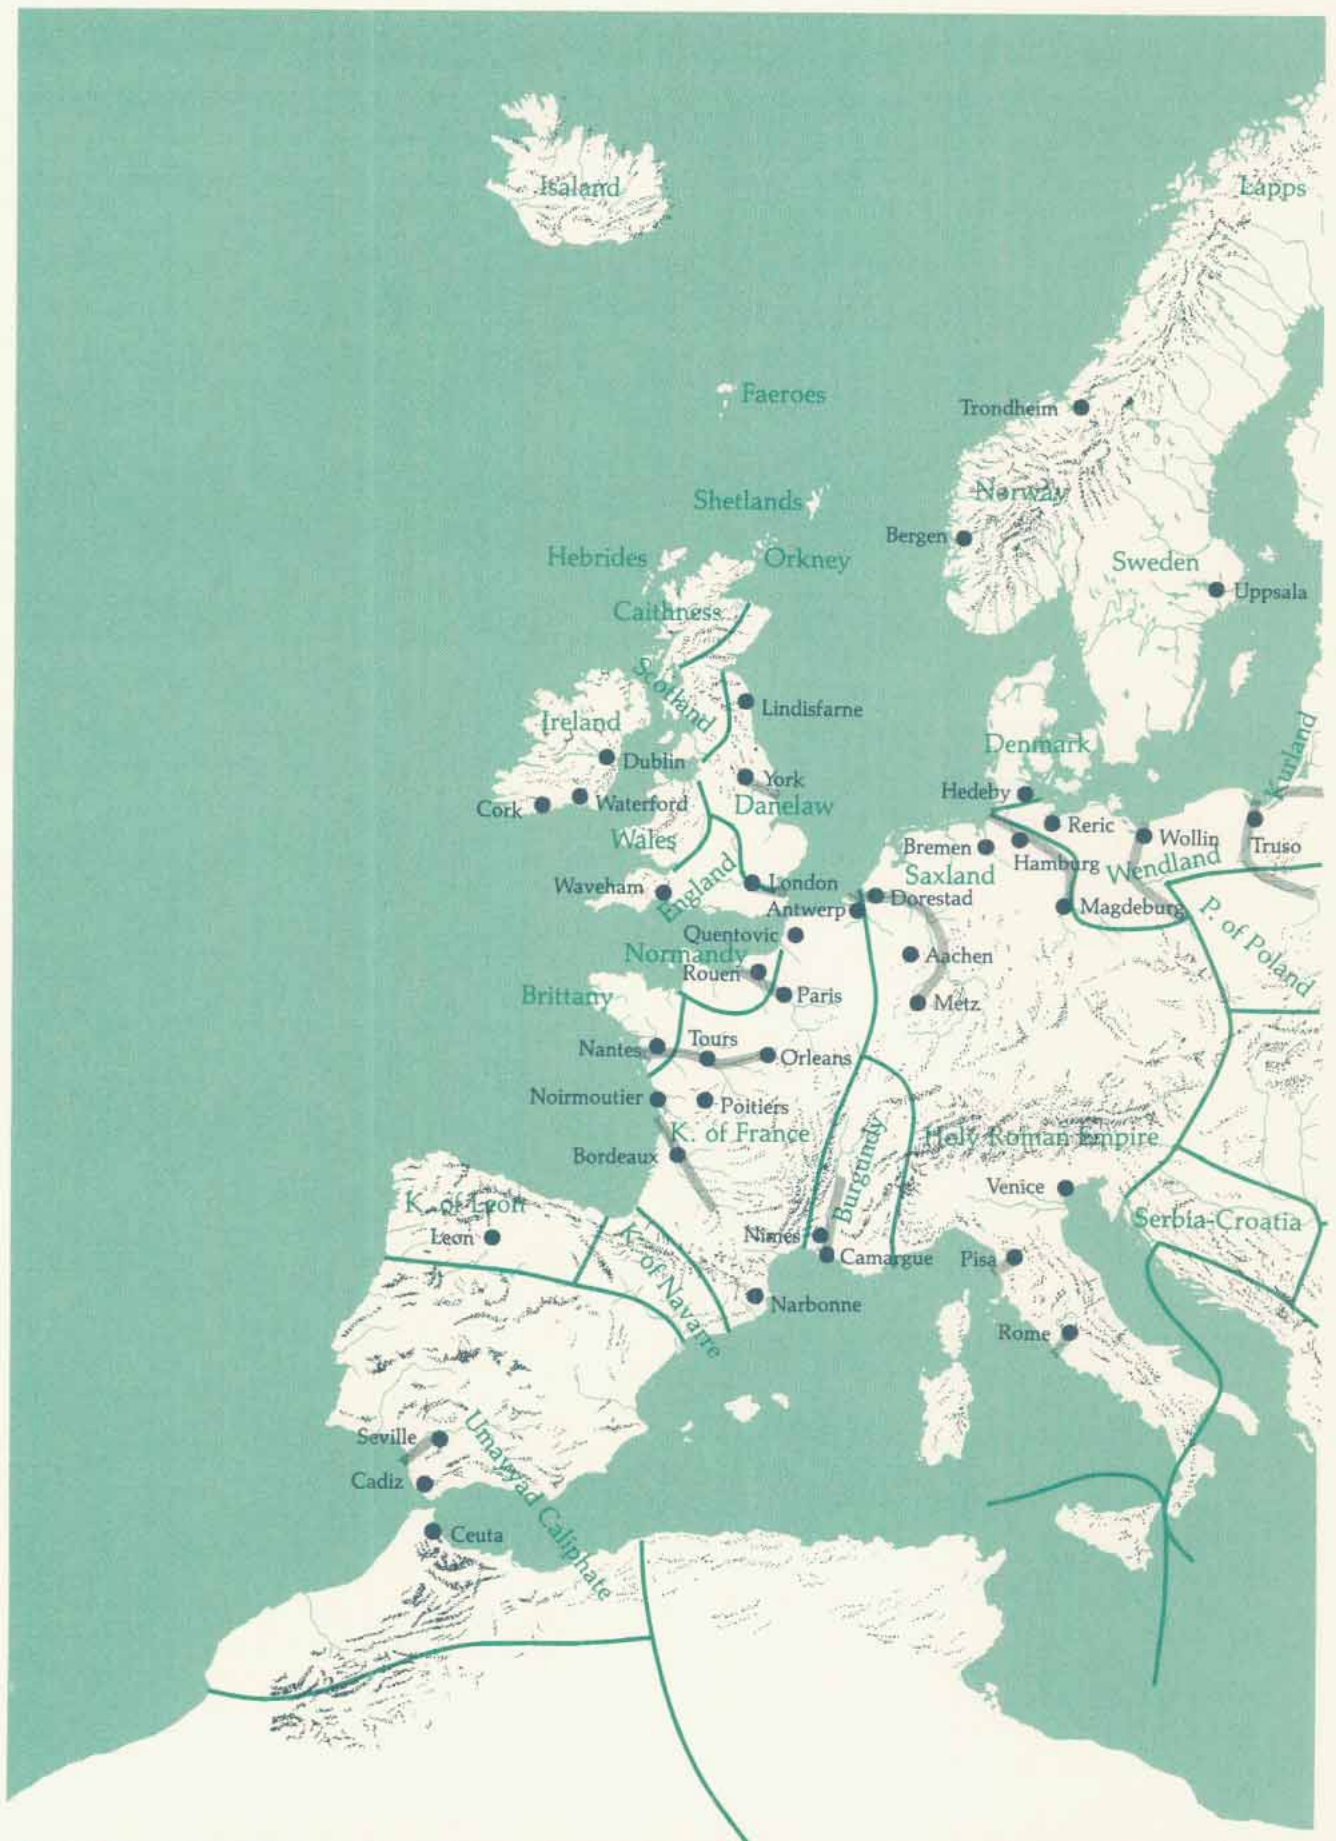 Isaland
Lapps
Faeroes
Trondheim
Norway
Shetlands
Bergen
Hebrides
Orkney
Sweden
Uppsala
Caithness
Scotland
Lindisfarne
Ireland
Kurland
Denmark
Dublin
York
Hedeby
Danelaw
Waterford
Cork
Reric
Wollin
Truso
Wales
Bremen
Hamburg
Wendland
Saxland
England
London
Waveham
Dorestad
Antwerp
Magdeburg
P. of Poland
Quentovic
Normandy
Aachen
Rouen
Brittany
Paris
Metz
Tours
Nantes
Orleans
Noirmoutier
Poitiers
K. of France
Holy Roman Empire
Burgundy
Bordeaux
Venice
K. of Leon
Serbia-Croatia
Leon
K. of Navarre
Nimes
Camargue
Pisa
Narbonne
Rome
Seville
Umayyad Caliphate
Cadiz
Ceuta